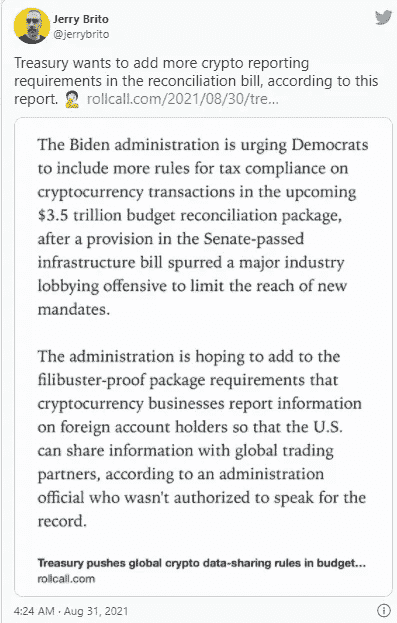 Jerry Brito
@jerrybrito
Treasury wants to add more crypto reporting
requirements in the reconciliation bill, according to this
report. 🤦 rollcall.com/2021/08/30/tre...
The Biden administration is urging Democrats
to include more rules for tax compliance on
cryptocurrency transactions in the upcoming
$3.5 trillion budget reconciliation package,
after a provision in the Senate-passed
infrastructure bill spurred a major industry
lobbying offensive to limit the reach of new
mandates.
The administration is hoping to add to the
filibuster-proof package requirements that
cryptocurrency businesses report information
on foreign account holders so that the U.S.
can share information with global trading
partners, according to an administration
official who wasn't authorized to speak for the
record.
Treasury pushes global crypto data-sharing rules in budget...
rollcall.com
4:24 AM · Aug 31, 2021